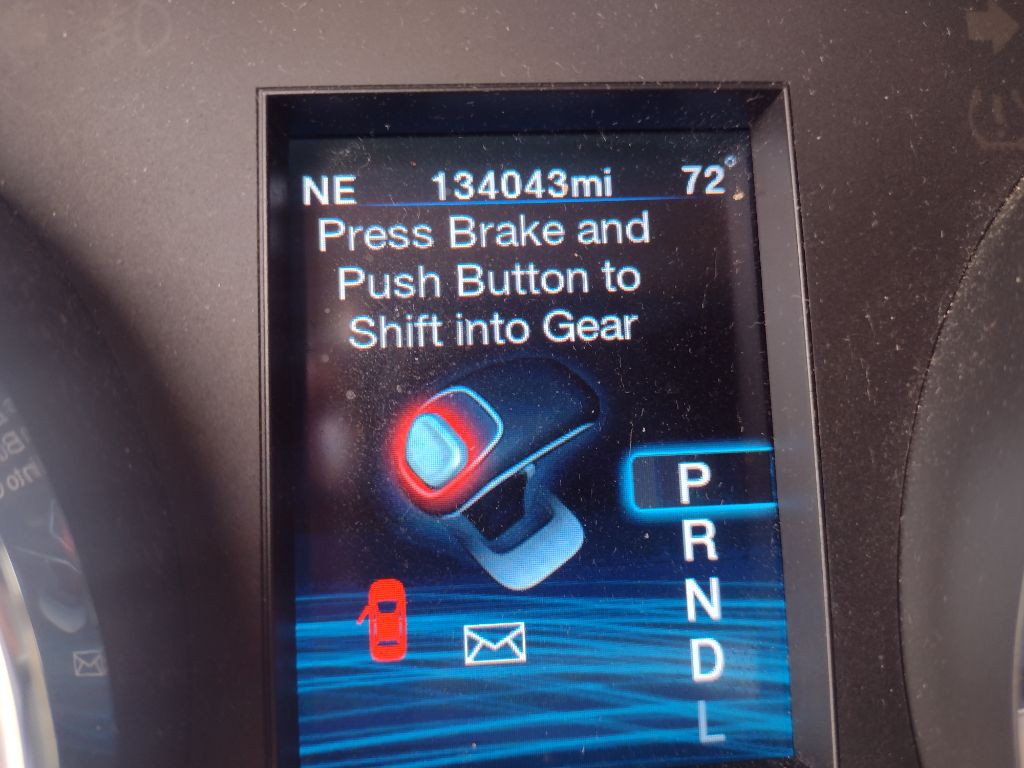 NE 134043mi 72°
Press Brake and
Push Button to
Shift into Gear
P
R
N
D
L